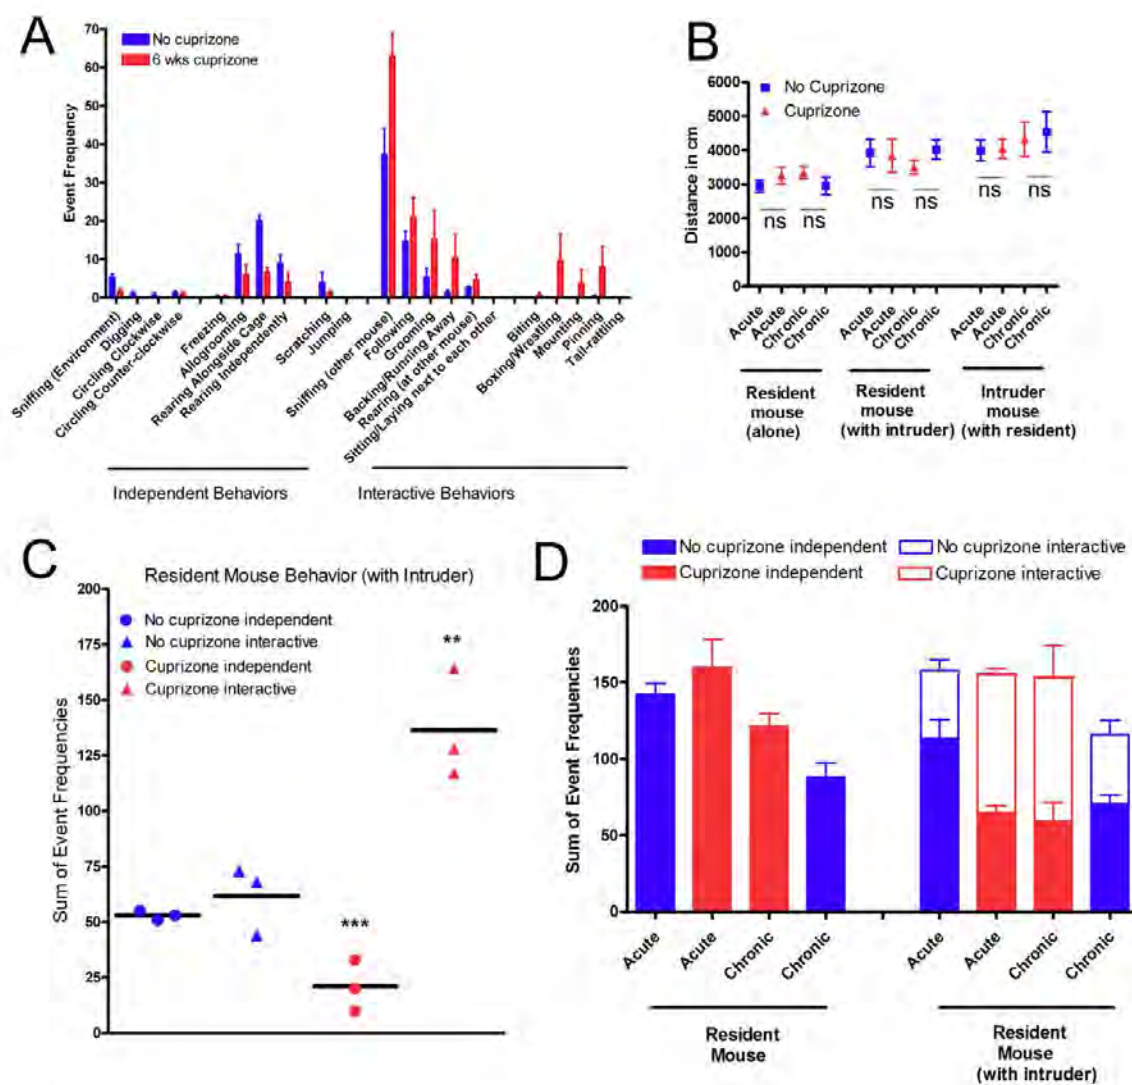 A
No cuprizone
6 wks cuprizone
Event Frequency
70
60
50
40
30
20
10
0
Sniffing (Environment)
Digging
Circling Clockwise
Circling Counter-clockwise
Freezing
Allogrooming
Rearing Alongside Cage
Rearing Independently
Scratching
Jumping
Sniffing (other mouse)
Following
Grooming
Backing/Running Away
Rearing (at other mouse)
Sitting/Laying next to each other
Biting
Boxing/Wrestling
Mounting
Pinning
Tail-rattling
Independent Behaviors
Interactive Behaviors
B
No Cuprizone
Cuprizone
Distance in cm
6000
5000
4000
3000
2000
1000
0
ns
ns
ns
ns
ns
ns
Acute
Acute
Chronic
Chronic
Acute
Acute
Chronic
Chronic
Acute
Acute
Chronic
Chronic
Resident
mouse
(alone)
Resident
mouse
(with intruder)
Intruder
mouse
(with resident)
C
Resident Mouse Behavior (with Intruder)
No cuprizone independent
No cuprizone interactive
Cuprizone independent
Cuprizone interactive
Sum of Event Frequencies
200
175
150
125
100
75
50
25
0
***
**
D
No cuprizone independent
No cuprizone interactive
Cuprizone independent
Cuprizone interactive
Sum of Event Frequencies
200
150
100
50
0
Acute
Acute
Chronic
Chronic
Acute
Acute
Chronic
Chronic
Resident
Mouse
Resident
Mouse
(with intruder)